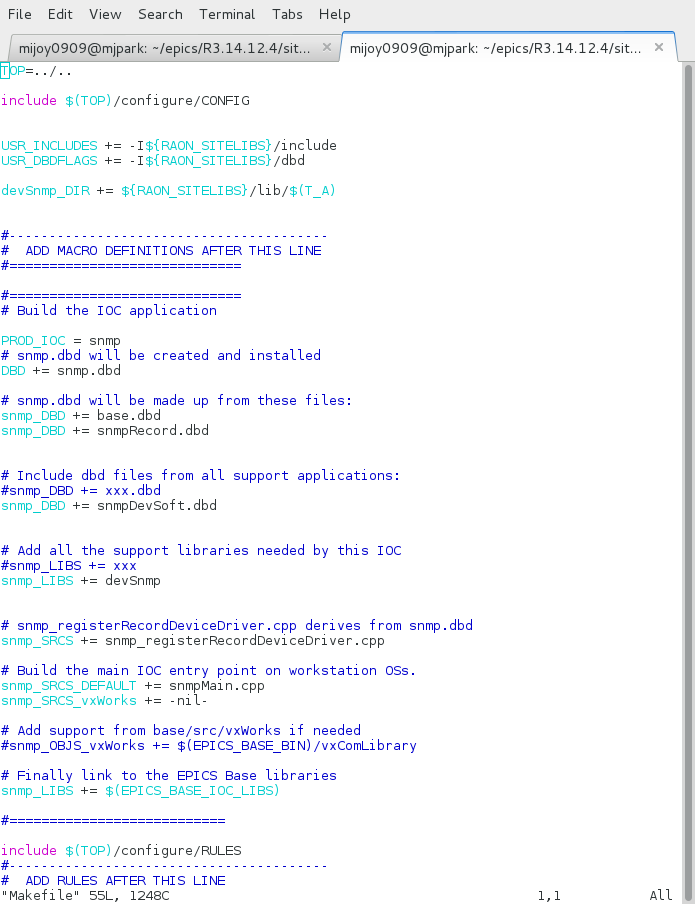 File Edit View Search Terminal Tabs Help
mijoy0909@mjpark: ~/epics/R3.14.12.4/sit... × mijoy0909@mjpark: ~/epics/R3.14.12.4/sit... ×
TOP=../..
include $(TOP)/configure/CONFIG
USR_INCLUDES += -I${RAON_SITELIBS}/include
USR_DBDFLAGS += -I${RAON_SITELIBS}/dbd
devSnmp_DIR += ${RAON_SITELIBS}/lib/$(T_A)
#----------------------------------------
#  ADD MACRO DEFINITIONS AFTER THIS LINE
#=============================
#=============================
# Build the IOC application
PROD_IOC = snmp
# snmp.dbd will be created and installed
DBD += snmp.dbd
# snmp.dbd will be made up from these files:
snmp_DBD += base.dbd
snmp_DBD += snmpRecord.dbd
# Include dbd files from all support applications:
#snmp_DBD += xxx.dbd
snmp_DBD += snmpDevSoft.dbd
# Add all the support libraries needed by this IOC
#snmp_LIBS += xxx
snmp_LIBS += devSnmp
# snmp_registerRecordDeviceDriver.cpp derives from snmp.dbd
snmp_SRCS += snmp_registerRecordDeviceDriver.cpp
# Build the main IOC entry point on workstation OSs.
snmp_SRCS_DEFAULT += snmpMain.cpp
snmp_SRCS_vxWorks += -nil-
# Add support from base/src/vxWorks if needed
#snmp_OBJS_vxWorks += $(EPICS_BASE_BIN)/vxComLibrary
# Finally link to the EPICS Base libraries
snmp_LIBS += $(EPICS_BASE_IOC_LIBS)
#===========================
include $(TOP)/configure/RULES
#----------------------------------------
#  ADD RULES AFTER THIS LINE
"Makefile" 55L, 1248C 1,1 All